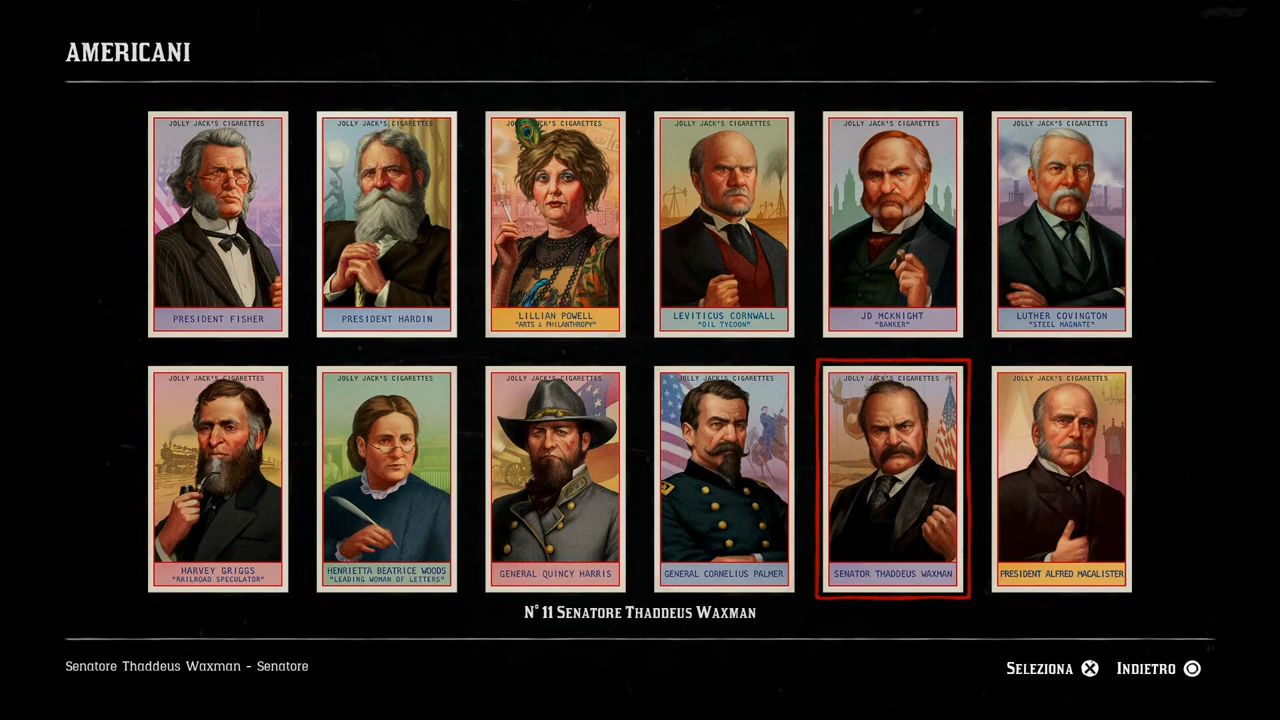 AMERICANI
JOLLY JACK'S CIGARETTES
JOLLY JACK'S CIGARETTES
JOLLY JACK'S CIGARETTES
JOLLY JACK'S CIGARETTES
JOLLY JACK'S CIGARETTES
JOLLY JACK'S CIGARETTES
PRESIDENT FISHER
PRESIDENT HARDIN
LILLIAN POWELL
"ARTS & PHILANTHROPY"
LEVITICUS CORNWALL
"OIL TYCOON"
JD MCKNIGHT
"BANKER"
LUTHER COVINGTON
"STEEL MAGNATE"
JOLLY JACK'S CIGARETTES
JOLLY JACK'S CIGARETTES
JOLLY JACK'S CIGARETTES
JOLLY JACK'S CIGARETTES
JOLLY JACK'S CIGARETTES
JOLLY JACK'S CIGARETTES
HARVEY GRIGGS
"RAILROAD SPECULATOR"
HENRIETTA BEATRICE WOODS
"LEADING WOMAN OF LETTERS"
GENERAL QUINCY HARRIS
GENERAL CORNELIUS PALMER
SENATOR THADDEUS WAXMAN
PRESIDENT ALFRED MACALISTER
N° 11 SENATORE THADDEUS WAXMAN
Senatore Thaddeus Waxman - Senatore
SELEZIONA
INDIETRO